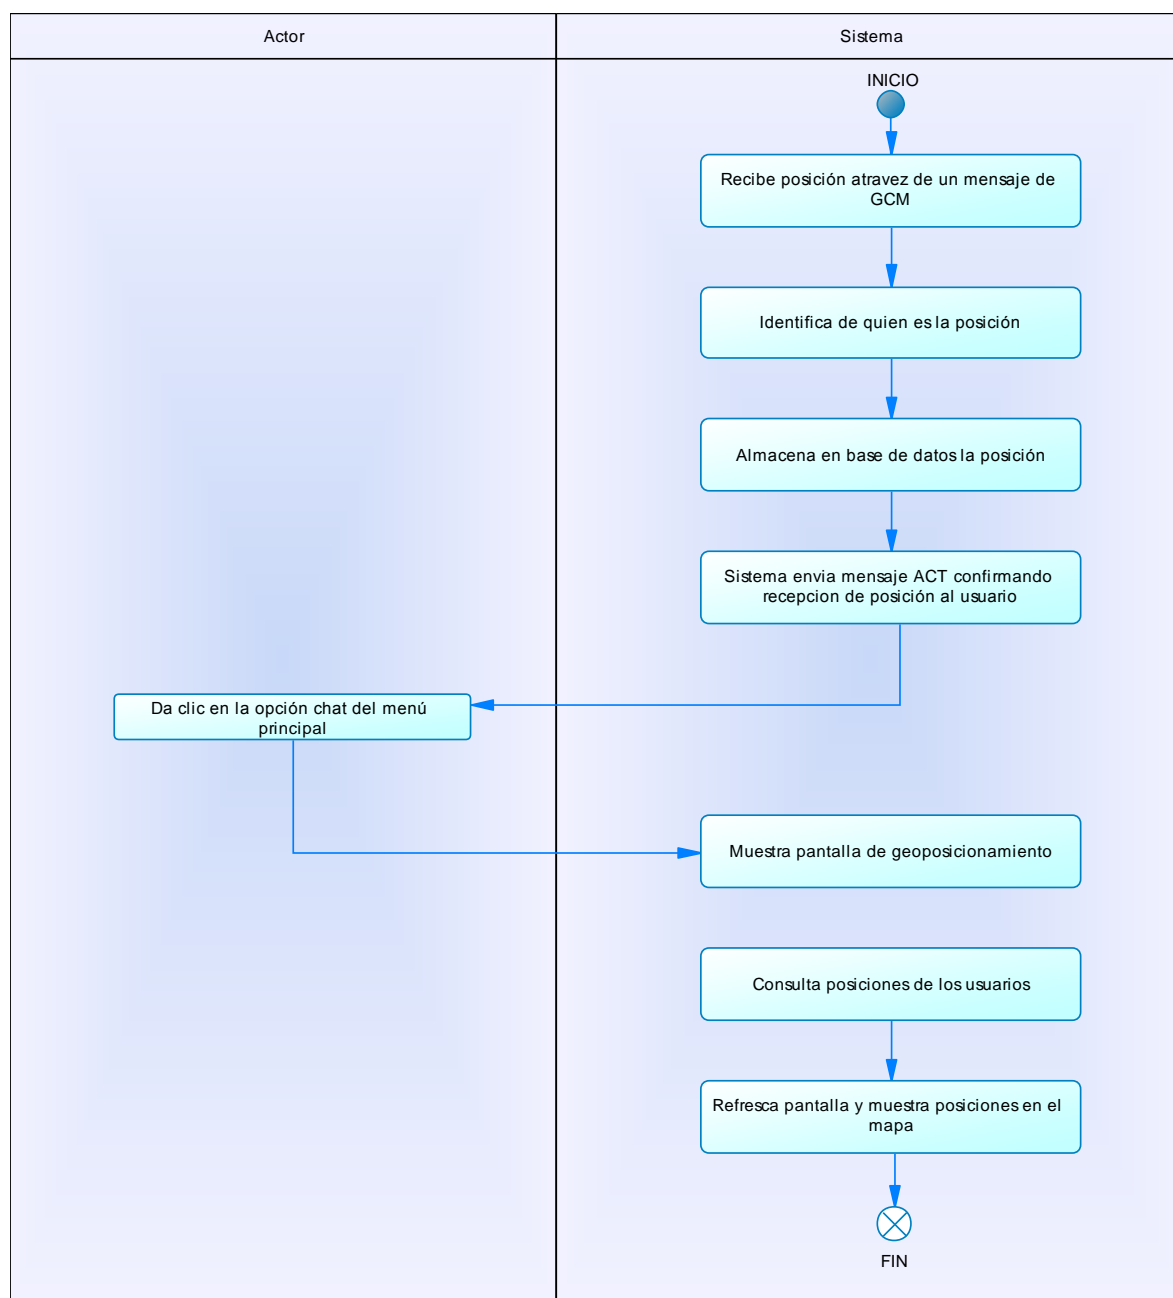 Actor
Sistema
INICIO
Recibe posición atravez de un mensaje de
GCM
Identifica de quien es la posición
Almacena en base de datos la posición
Sistema envia mensaje ACT confirmando
recepcion de posición al usuario
Da clic en la opción chat del menú
principal
Muestra pantalla de geoposicionamiento
Consulta posiciones de los usuarios
Refresca pantalla y muestra posiciones en el
mapa
FIN